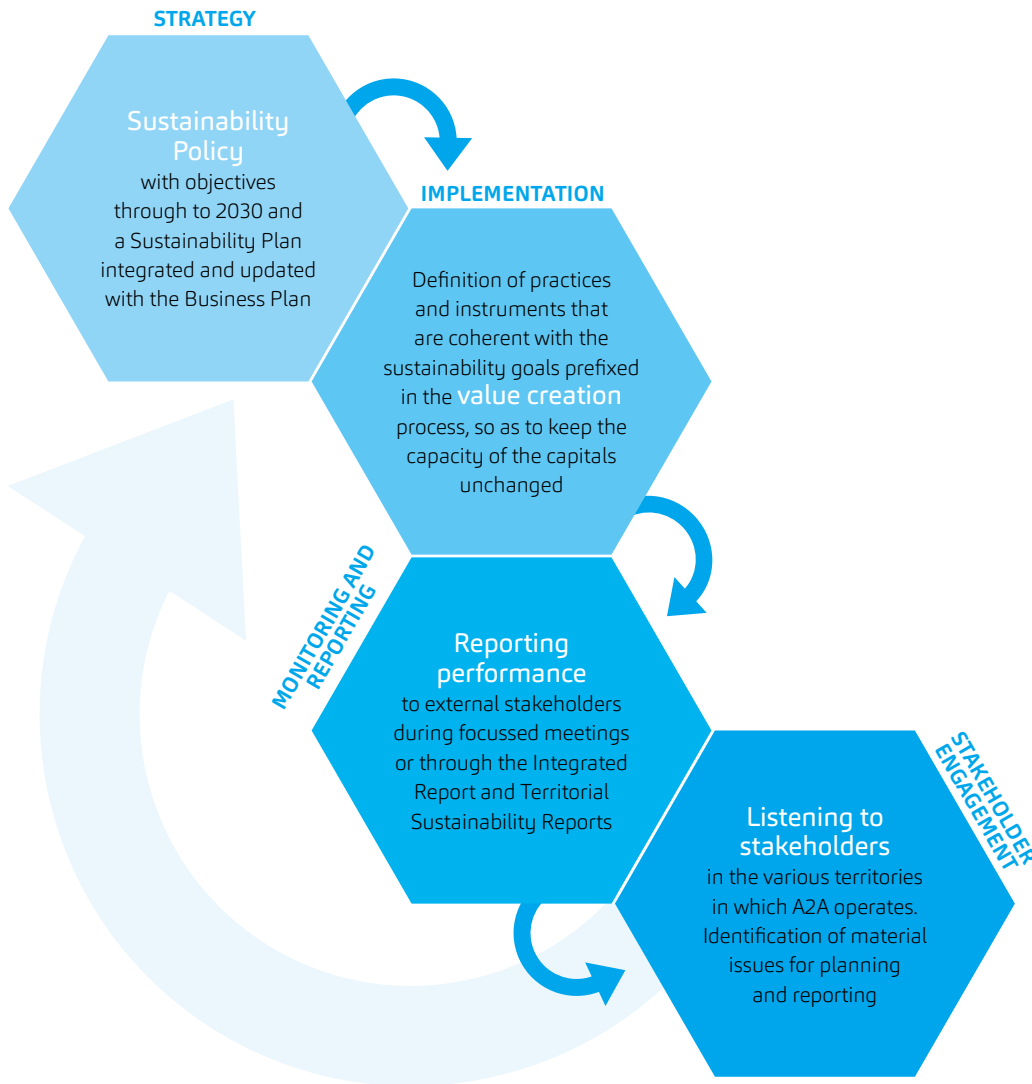 STRATEGY
Sustainability
Policy
with objectives
through to 2030 and
a Sustainability Plan
integrated and updated
with the Business Plan
IMPLEMENTATION
Definition of practices
and instruments that
are coherent with the
sustainability goals prefixed
in the value creation
process, so as to keep the
capacity of the capitals
unchanged
MONITORING AND
REPORTING
Reporting
performance
to external stakeholders
during focussed meetings
or through the Integrated
Report and Territorial
Sustainability Reports
STAKEHOLDER
ENGAGEMENT
Listening to
stakeholders
in the various territories
in which A2A operates.
Identification of material
issues for planning
and reporting